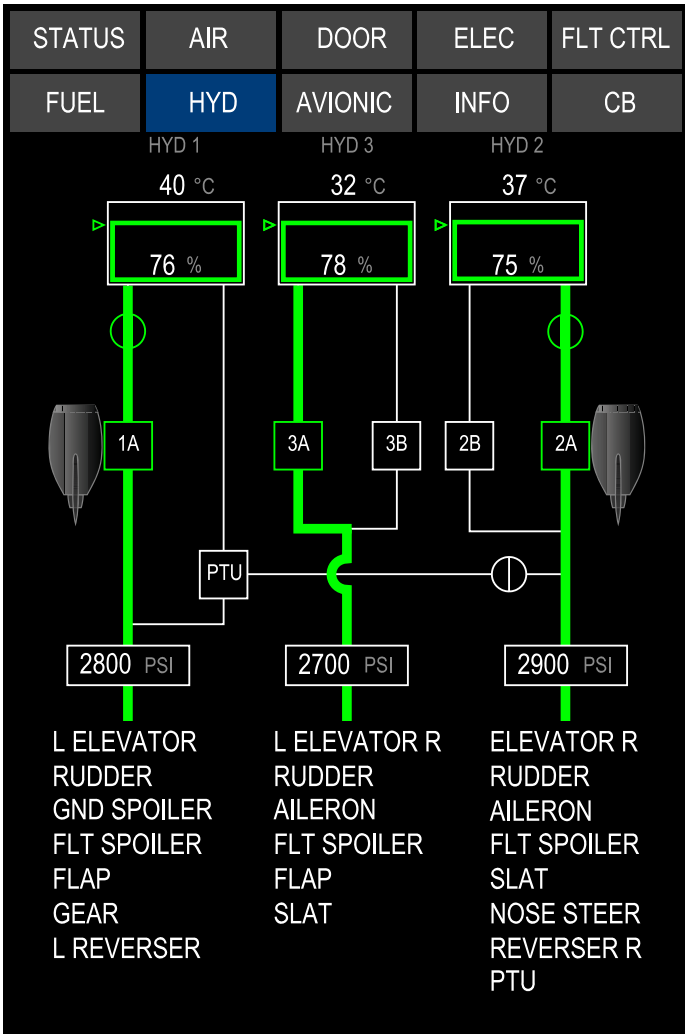 STATUS AIR DOOR ELEC FLT CTRL
FUEL HYD AVIONIC INFO CB
HYD 1 HYD 3 HYD 2
40 °C 32 °C 37 °C
76 % 78 % 75 %
1A 3A 3B 2B 2A
PTU
2800 PSI 2700 PSI 2900 PSI
L ELEVATOR
RUDDER
GND SPOILER
FLT SPOILER
FLAP
GEAR
L REVERSER
L ELEVATOR R
RUDDER
AILERON
FLT SPOILER
FLAP
SLAT
ELEVATOR R
RUDDER
AILERON
FLT SPOILER
SLAT
NOSE STEER
REVERSER R
PTU